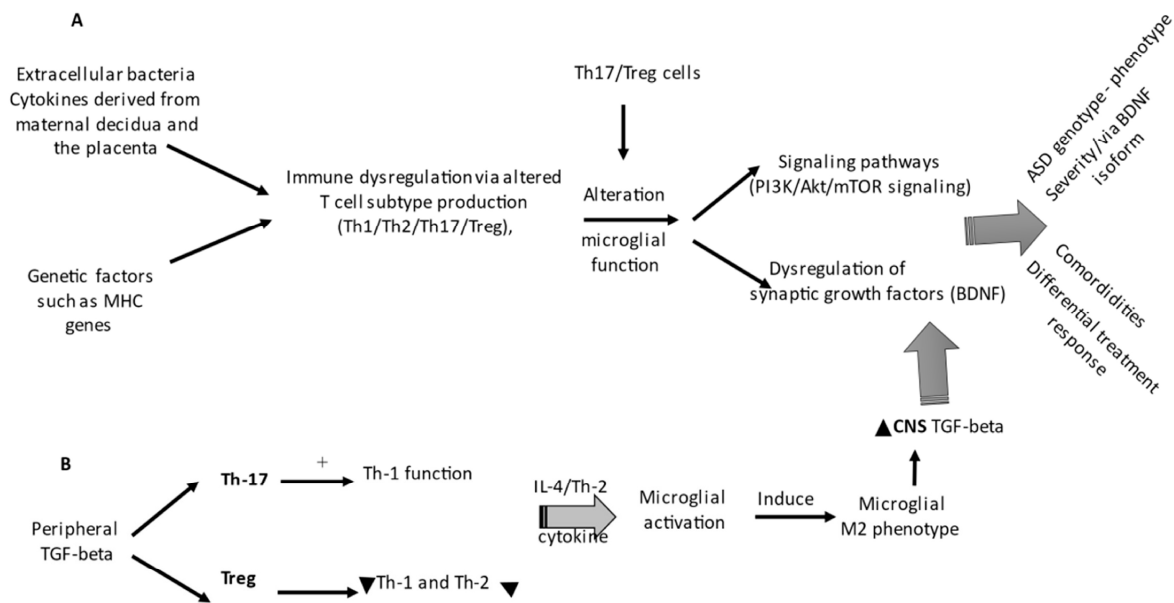 A
Extracellular bacteria
Cytokines derived from
maternal decidua and
the placenta
Genetic factors
such as MHC
genes
Immune dysregulation via altered
T cell subtype production
(Th1/Th2/Th17/Treg),
Th17/Treg cells
Alteration
microglial
function
Signaling pathways
(PI3K/Akt/mTOR signaling)
Dysregulation of
synaptic growth factors (BDNF)
ASD genotype- phenotype
Severity/via BDNF
isoform
Comordidities
Differential treatment
response
B
Peripheral
TGF-beta
Th-17
+
Th-1 function
Treg
▼Th-1 and Th-2 ▼
IL-4/Th-2
cytokine
Microglial
activation
Induce
Microglial
M2 phenotype
▲CNS TGF-beta